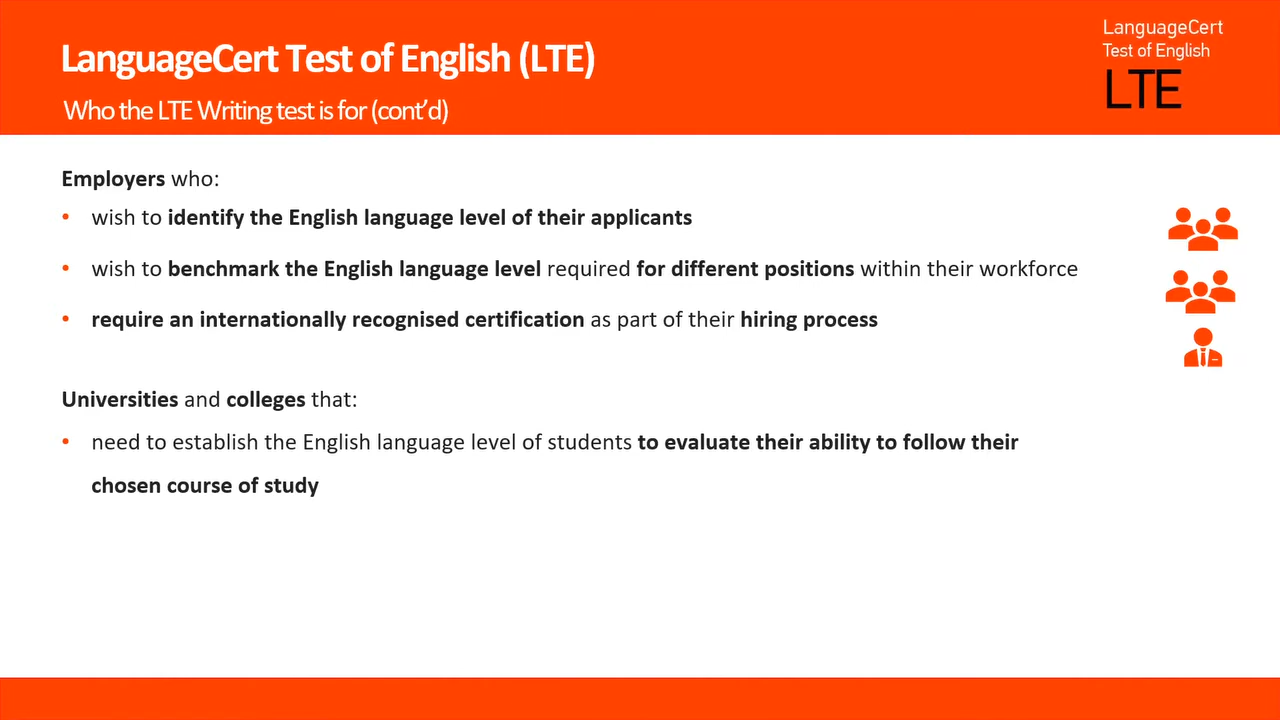 LanguageCert Test of English (LTE)
Who the LTE Writing test is for (cont'd)
LanguageCert
Test of English
LTE
Employers who:
• wish to identify the English language level of their applicants
• wish to benchmark the English language level required for different positions within their workforce
• require an internationally recognised certification as part of their hiring process
Universities and colleges that:
• need to establish the English language level of students to evaluate their ability to follow their
chosen course of study